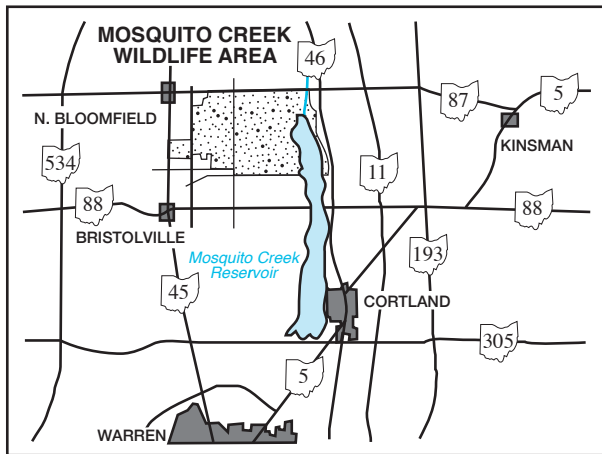 MOSQUITO CREEK
WILDLIFE AREA
46
87
5
N. BLOOMFIELD
KINSMAN
534
11
88
88
BRISTOLVILLE
193
Mosquito Creek
Reservoir
45
CORTLAND
305
5
WARREN